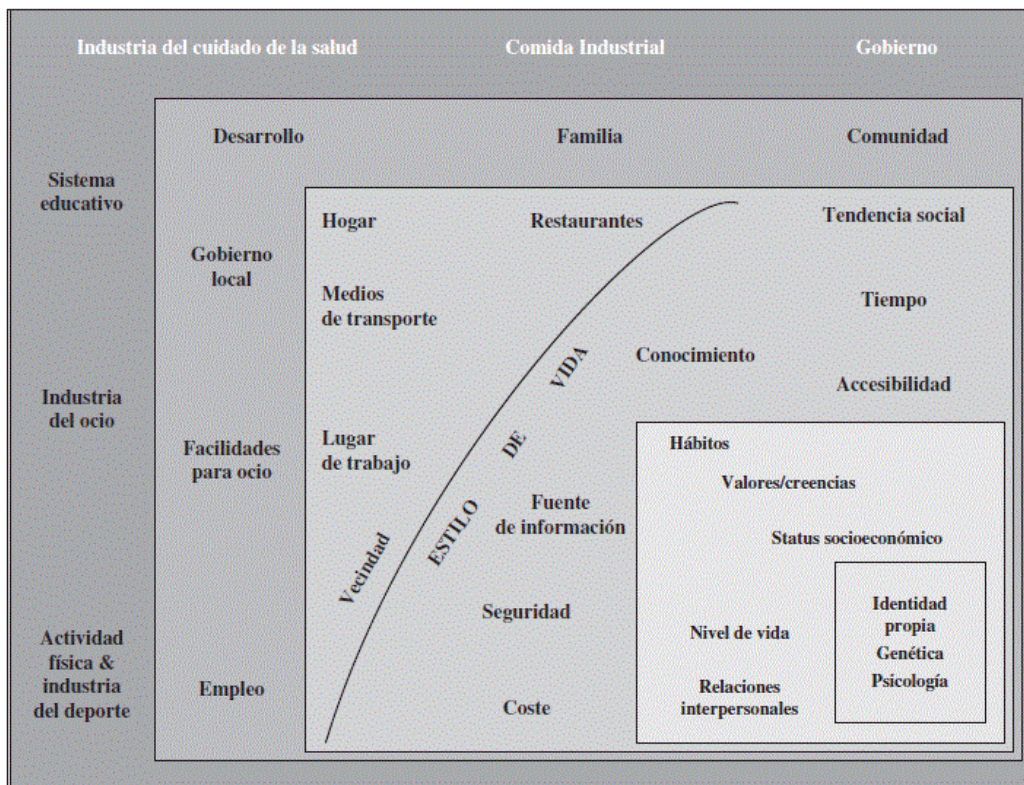 Industria del cuidado de la salud
Comida Industrial
Gobierno
Desarrollo
Familia
Comunidad
Sistema
educativo
Hogar
Restaurantes
Tendencia social
Gobierno
local
Medios
de transporte
Tiempo
Conocimiento
Accesibilidad
Industria
del ocio
Facilidades
para ocio
Lugar
de trabajo
Vecindad
ESTILO DE VIDA
Fuente
de información
Hábitos
Valores/creencias
Status socioeconómico
Seguridad
Coste
Nivel de vida
Relaciones
interpersonales
Identidad
propia
Genética
Psicología
Actividad
física &
industria
del deporte
Empleo